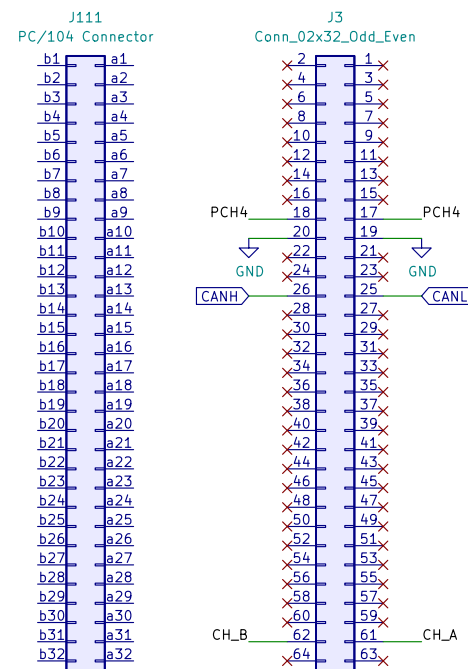 J111
PC/104 Connector
b1 a1
b2 a2
b3 a3
b4 a4
b5 a5
b6 a6
b7 a7
b8 a8
b9 a9
b10 a10
b11 a11
b12 a12
b13 a13
b14 a14
b15 a15
b16 a16
b17 a17
b18 a18
b19 a19
b20 a20
b21 a21
b22 a22
b23 a23
b24 a24
b25 a25
b26 a26
b27 a27
b28 a28
b29 a29
b30 a30
b31 a31
b32 a32
J3
Conn_02x32_Odd_Even
2 1
4 3
6 5
8 7
10 9
12 11
14 13
16 15
PCH4 18 17 PCH4
20 19
GND GND
22 21
24 23
CANH 26 25 CANL
28 27
30 29
32 31
34 33
36 35
38 37
40 39
42 41
44 43
46 45
48 47
50 49
52 51
54 53
56 55
58 57
60 59
CH_B 62 61 CH_A
64 63